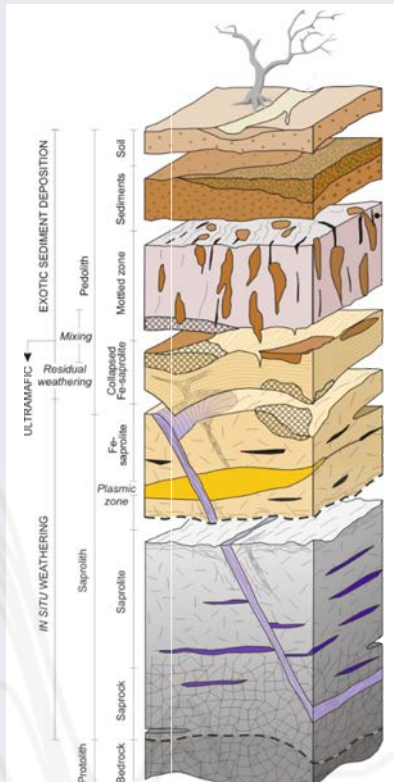 EXOTIC SEDIMENT DEPOSITION
IN SITU WEATHERING
ULTRAMAFIC
Mixing
Residual
weathering
Pedolith
Saprolith
Protolith
Soil
Sediments
Mottled zone
Collapsed
Fe-saprolite
Fe-
saprolite
Plasmic
zone
Saprolite
Saprock
Bedrock